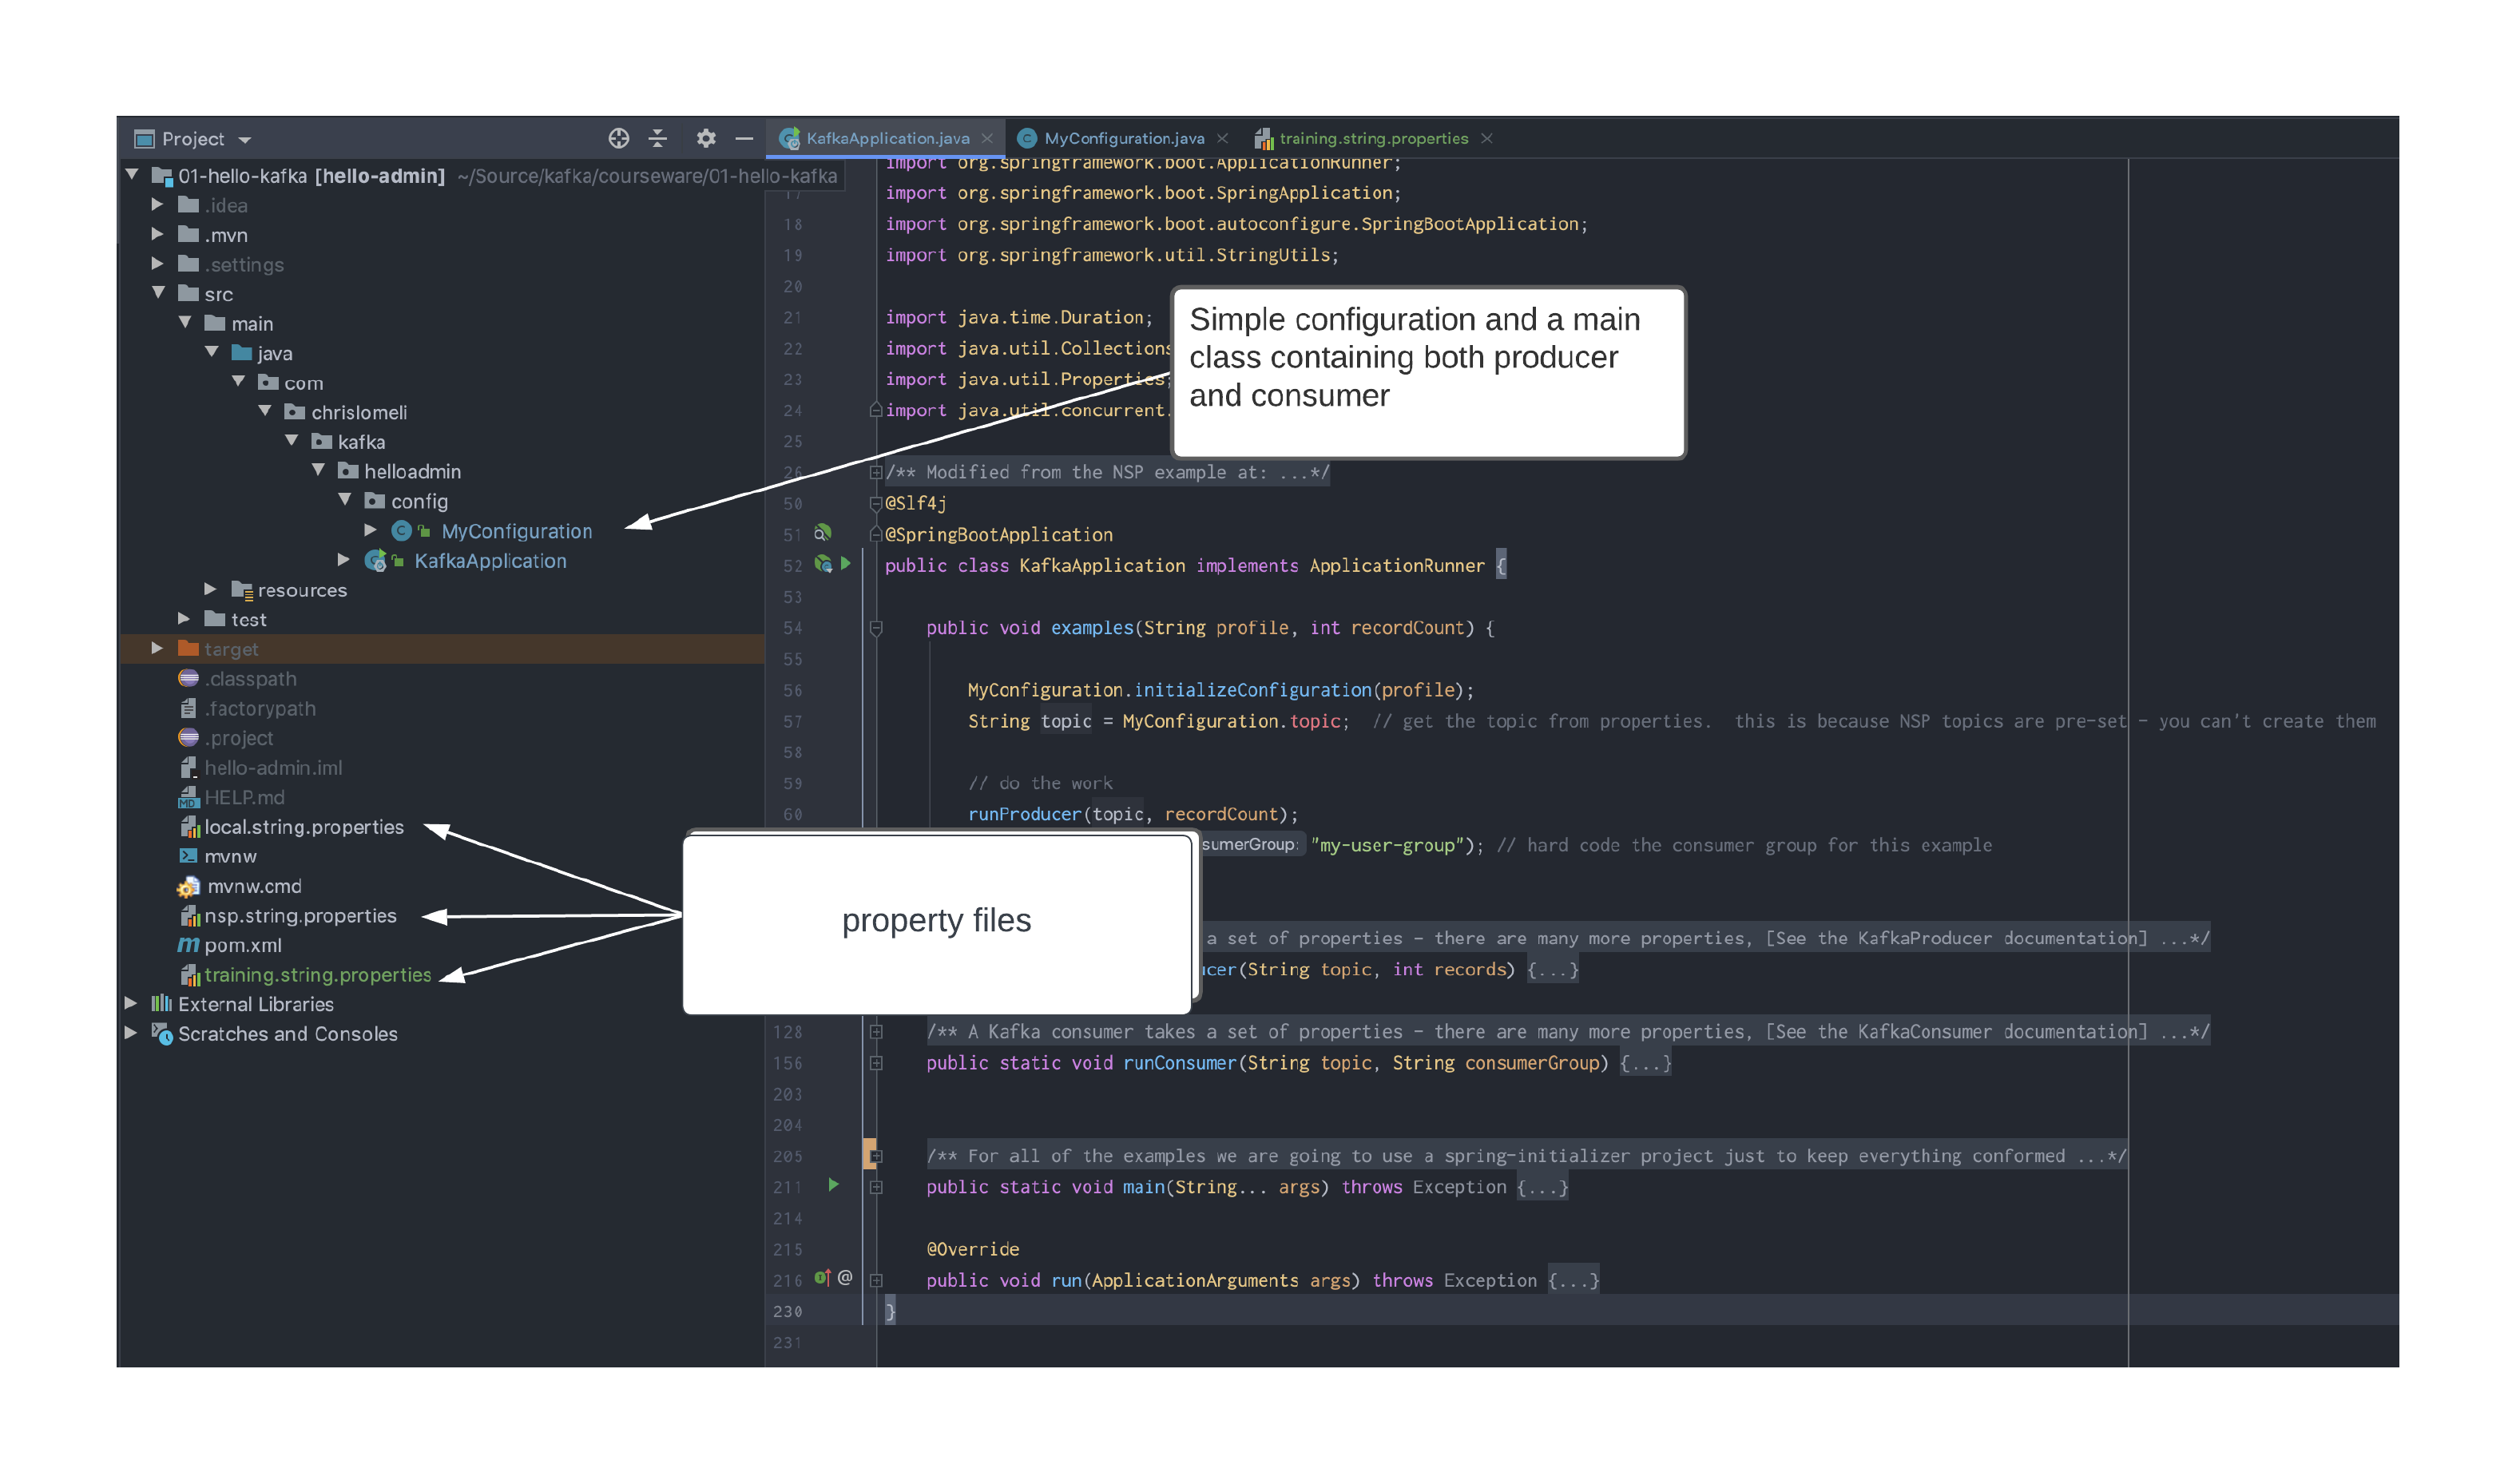 Project
KafkaApplication.java
MyConfiguration.java
training.string.properties
01-hello-kafka [hello-admin] ~/Source/kafka/courseware/01-hello-kafka
.idea
.mvn
.settings
src
main
java
com
chrislomeli
kafka
helloadmin
config
MyConfiguration
KafkaApplication
resources
test
target
.classpath
.factorypath
.project
hello-admin.iml
HELP.md
local.string.properties
mvnw
mvnw.cmd
nsp.string.properties
pom.xml
training.string.properties
External Libraries
Scratches and Consoles
import org.springframework.boot.ApplicationRunner;
17 import org.springframework.boot.SpringApplication;
18 import org.springframework.boot.autoconfigure.SpringBootApplication;
19 import org.springframework.util.StringUtils;
20
21 import java.time.Duration;
22 import java.util.Collections
23 import java.util.Properties;
24 import java.util.concurrent.
25
26 /** Modified from the NSP example at: ...*/
50 @Slf4j
51 @SpringBootApplication
52 public class KafkaApplication implements ApplicationRunner {
53
54 public void examples(String profile, int recordCount) {
55
56 MyConfiguration.initializeConfiguration(profile);
57 String topic = MyConfiguration.topic; // get the topic from properties. this is because NSP topics are pre-set - you can't create them
58
59 // do the work
60 runProducer(topic, recordCount);
sumerGroup: "my-user-group"); // hard code the consumer group for this example
a set of properties - there are many more properties, [See the KafkaProducer documentation] ...*/
ucer(String topic, int records) {...}
128 /** A Kafka consumer takes a set of properties - there are many more properties, [See the KafkaConsumer documentation] ...*/
156 public static void runConsumer(String topic, String consumerGroup) {...}
203
204
205 /** For all of the examples we are going to use a spring-initializer project just to keep everything conformed ...*/
211 public static void main(String... args) throws Exception {...}
214
215 @Override
216 @ public void run(ApplicationArguments args) throws Exception {...}
230 }
231
Simple configuration and a main
class containing both producer
and consumer
property files